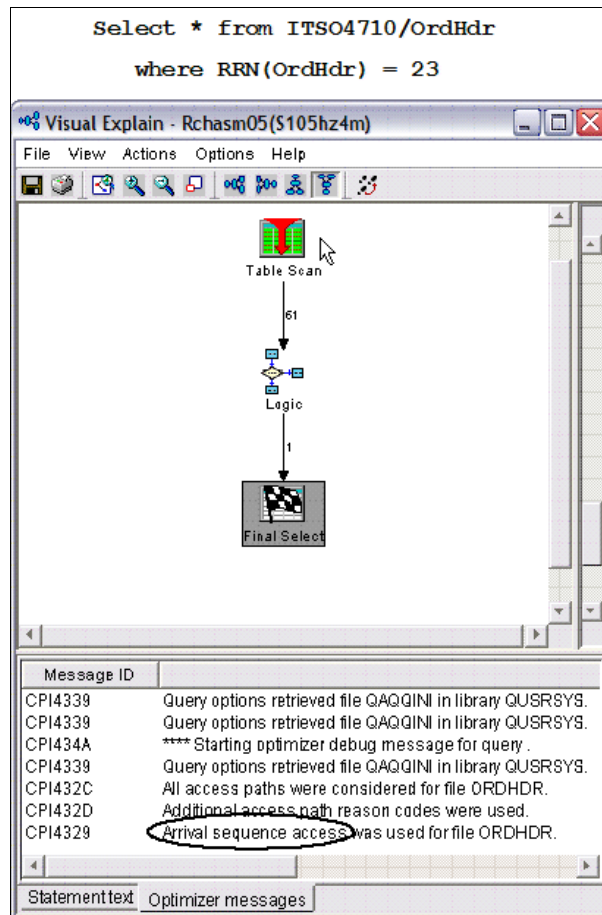 Select * from ITSO4710/OrdHdr
where RRN(OrdHdr) = 23
Visual Explain - Rchasm05(S105hz4m)
File View Actions Options Help
Table Scan
61
Logic
1
Final Select
Message ID
CPI4339 Query options retrieved file QAQQINI in library QUSRSYS.
CPI4339 Query options retrieved file QAQQINI in library QUSRSYS.
CPI434A **** Starting optimizer debug message for query .
CPI4339 Query options retrieved file QAQQINI in library QUSRSYS.
CPI432C All access paths were considered for file ORDHDR.
CPI432D Additional access path reason codes were used.
CPI4329 Arrival sequence access was used for file ORDHDR.
Statement text Optimizer messages